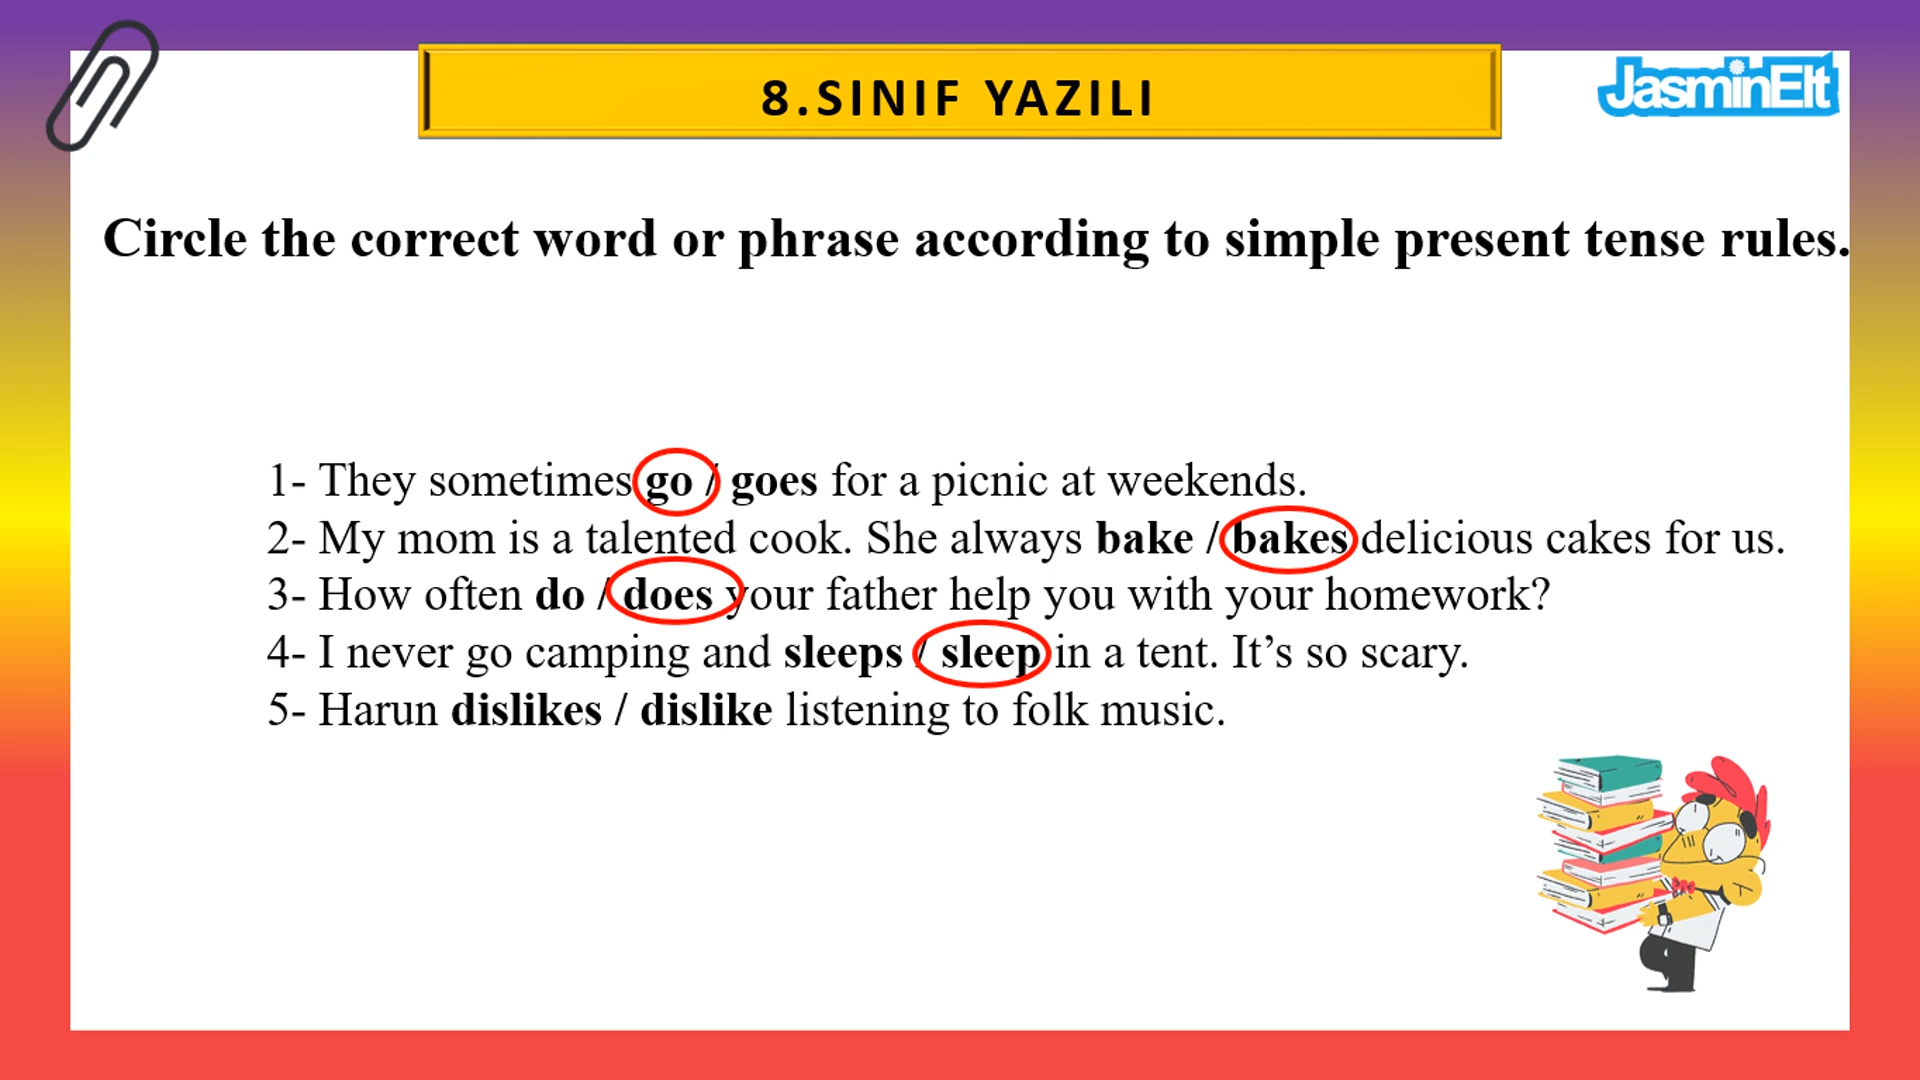 8.SINIF YAZILI
JasminElt
Circle the correct word or phrase according to simple present tense rules.
1- They sometimes go / goes for a picnic at weekends.
2- My mom is a talented cook. She always bake / bakes delicious cakes for us.
3- How often do / does your father help you with your homework?
4- I never go camping and sleeps / sleep in a tent. It’s so scary.
5- Harun dislikes / dislike listening to folk music.